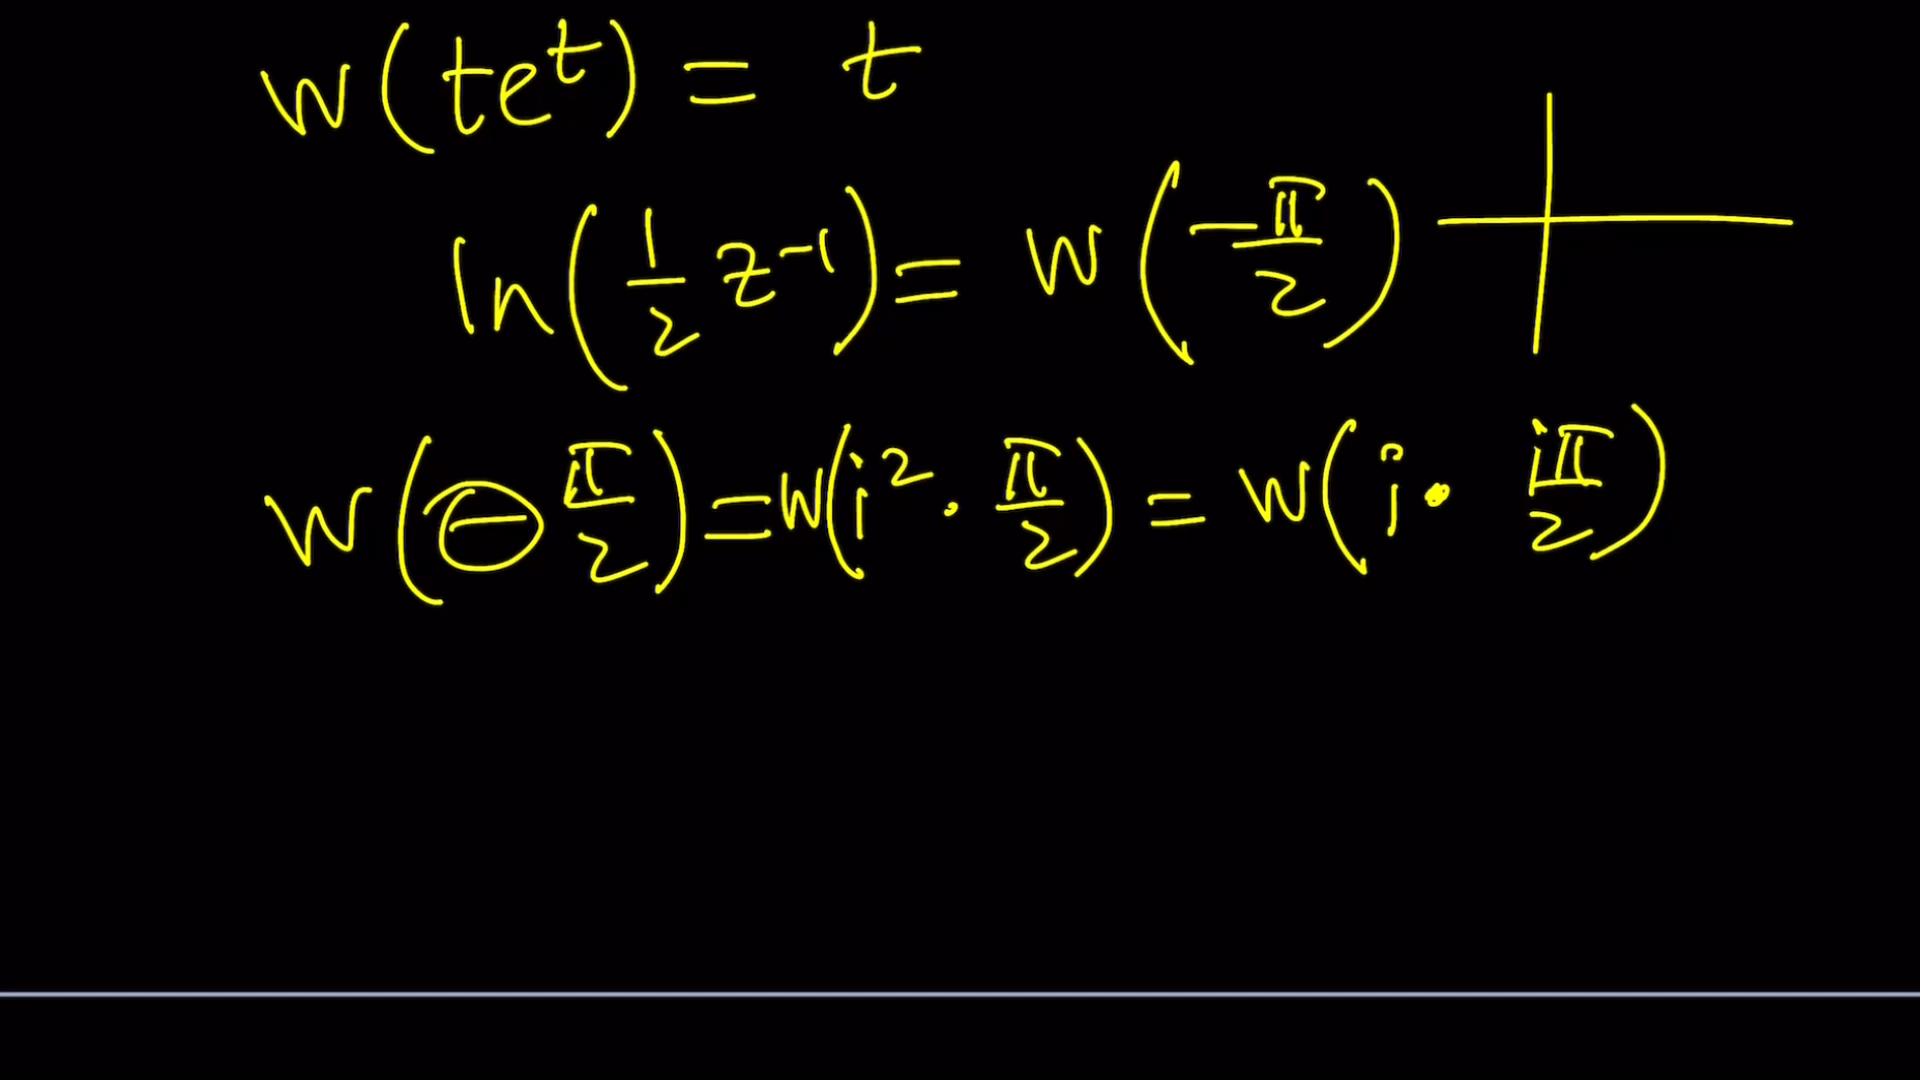 W(te^t) = t
ln(1/2 z^-1) = W(-π/2)
W(-π/2) = W(i^2 · π/2) = W(i · iπ/2)